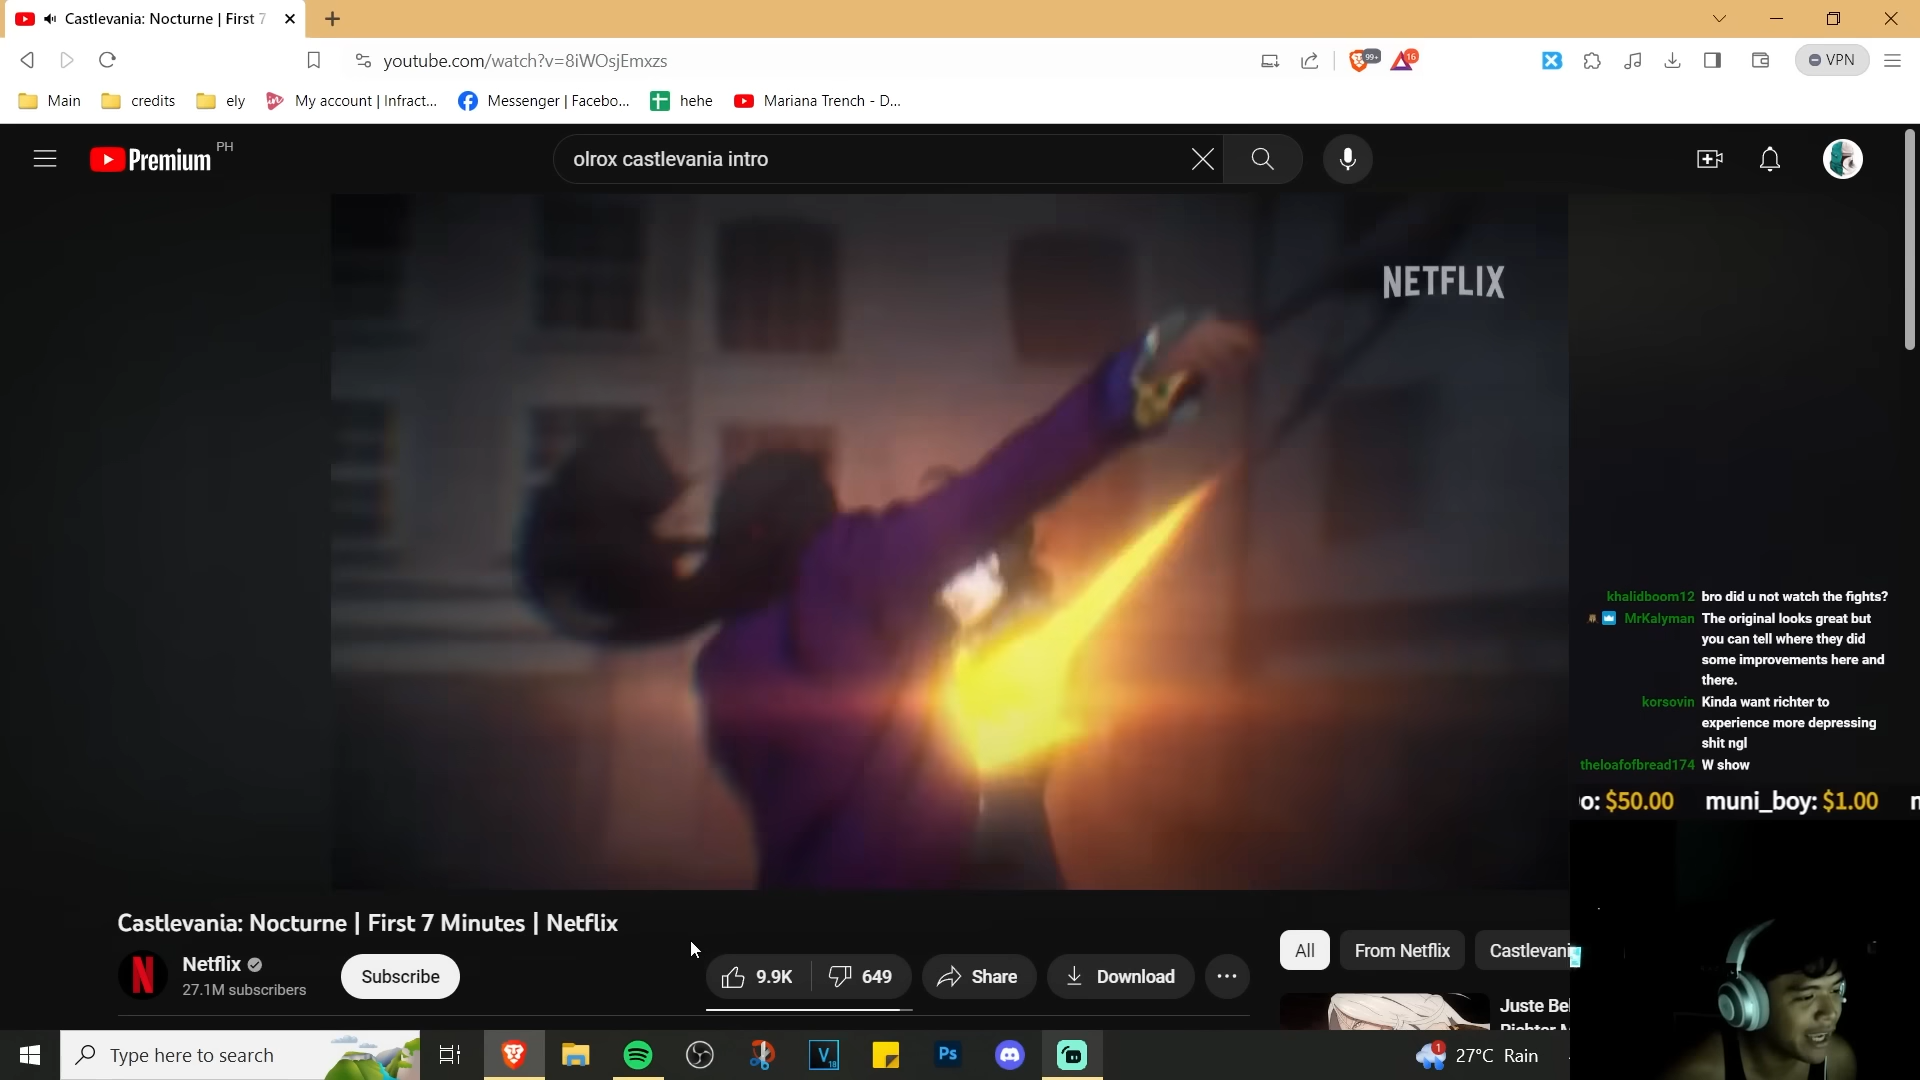 Castlevania: Nocturne | First 7
youtube.com/watch?v=8iWOsjEmxzs
99+
16
VPN
Main
credits
ely
My account | Infract...
Messenger | Facebo...
hehe
Mariana Trench - D...
Premium PH
olrox castlevania intro
NETFLIX
khalidboom12 bro did u not watch the fights?
MrKalyman The original looks great but
you can tell where they did
some improvements here and
there.
korsovin Kinda want richter to
experience more depressing
shit ngl
theloafofbread174 W show
o: $50.00 muni_boy: $1.00
Castlevania: Nocturne | First 7 Minutes | Netflix
Netflix
27.1M subscribers
Subscribe
9.9K
649
Share
Download
All
From Netflix
Castlevani
Juste Bel
Type here to search
V
18
Ps
1
27°C Rain